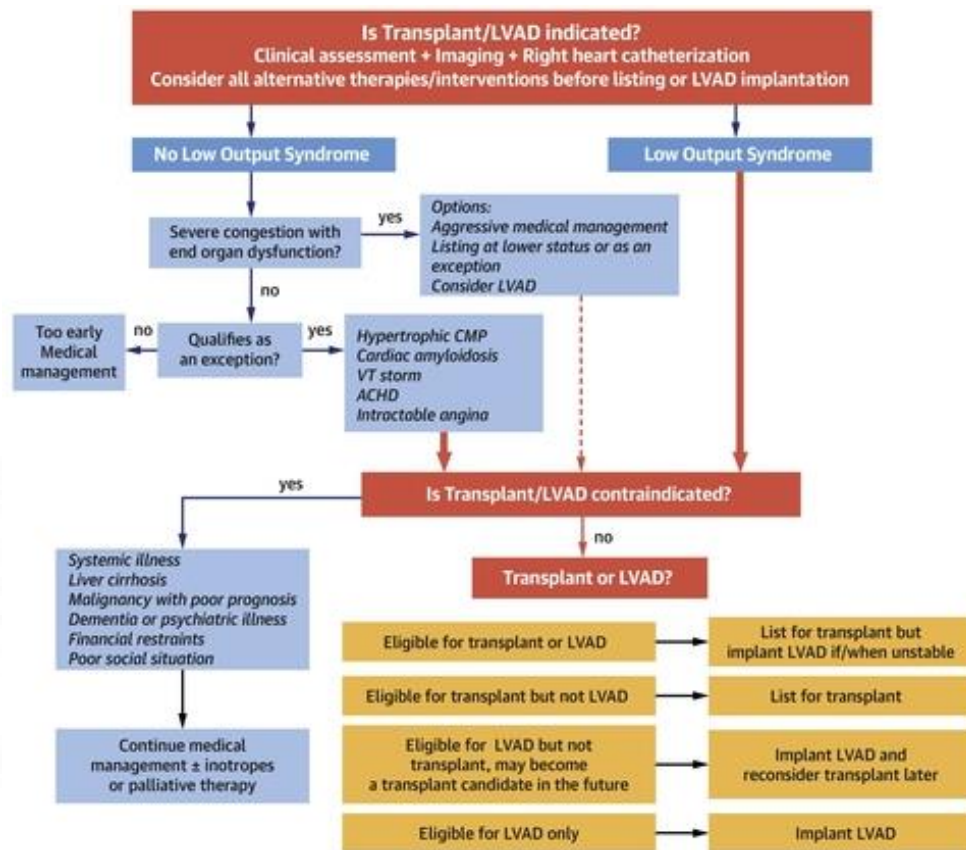 Is Transplant/LVAD indicated?
Clinical assessment + Imaging + Right heart catheterization
Consider all alternative therapies/interventions before listing or LVAD implantation
No Low Output Syndrome
Low Output Syndrome
Severe congestion with
end organ dysfunction?
yes
Options:
Aggressive medical management
Listing at lower status or as an
exception
Consider LVAD
no
Too early
Medical
management
no
Qualifies as
an exception?
yes
Hypertrophic CMP
Cardiac amyloidosis
VT storm
ACHD
Intractable angina
Is Transplant/LVAD contraindicated?
yes
no
Systemic illness
Liver cirrhosis
Malignancy with poor prognosis
Dementia or psychiatric illness
Financial restraints
Poor social situation
Continue medical
management ± inotropes
or palliative therapy
Transplant or LVAD?
Eligible for transplant or LVAD
List for transplant but
implant LVAD if/when unstable
Eligible for transplant but not LVAD
List for transplant
Eligible for LVAD but not
transplant, may become
a transplant candidate in the future
Implant LVAD and
reconsider transplant later
Eligible for LVAD only
Implant LVAD